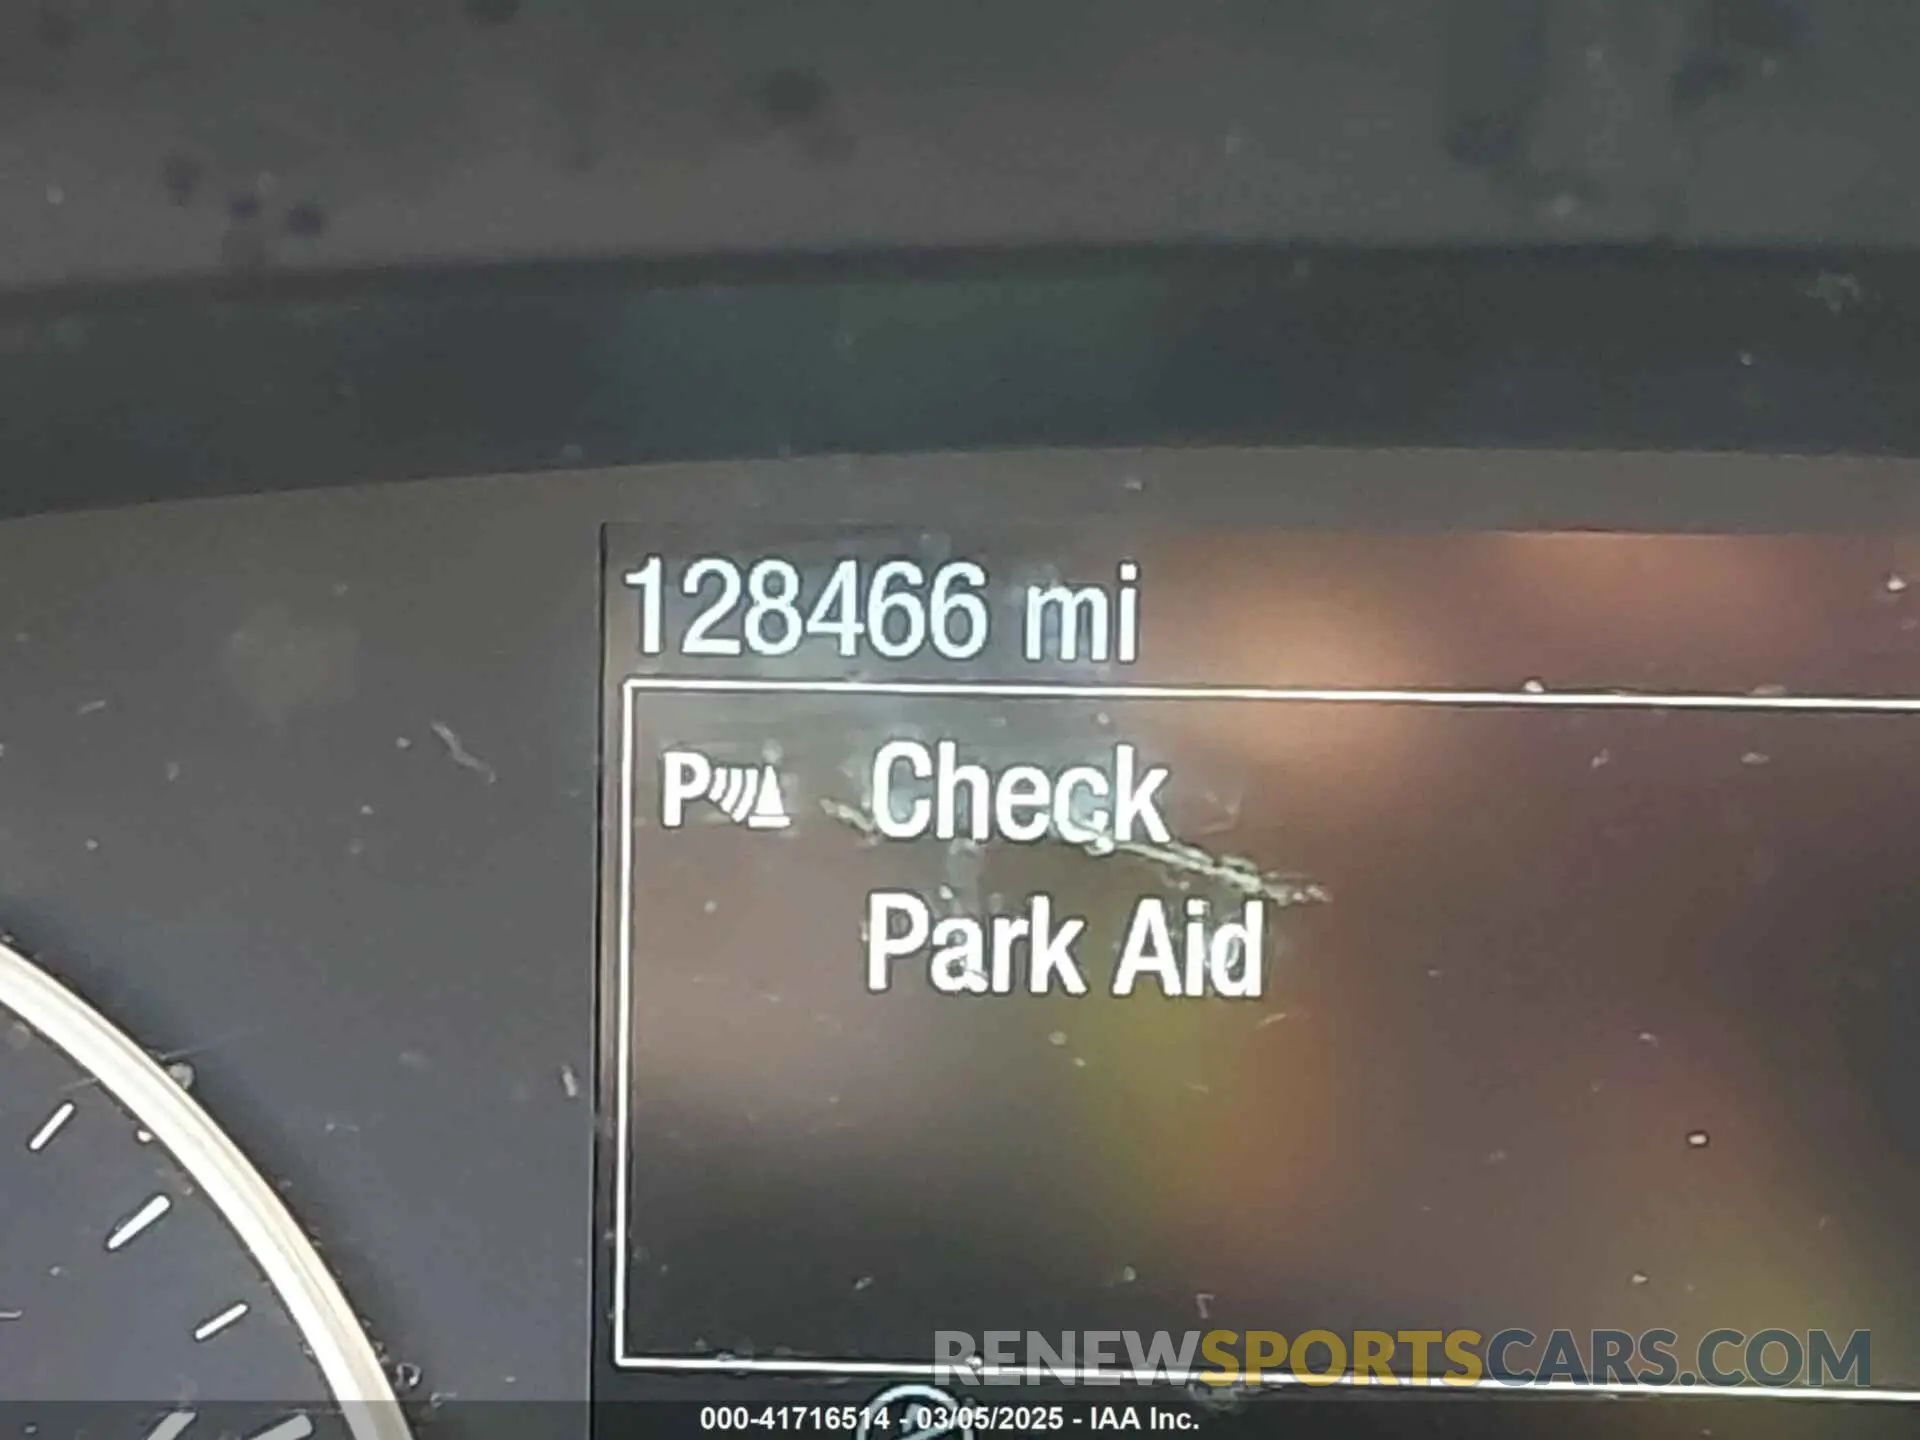 128466 mi
P Check
Park Aid
RENEWSPORTSCARS.COM
000-41716514 - 03/05/2025 - IAA Inc.